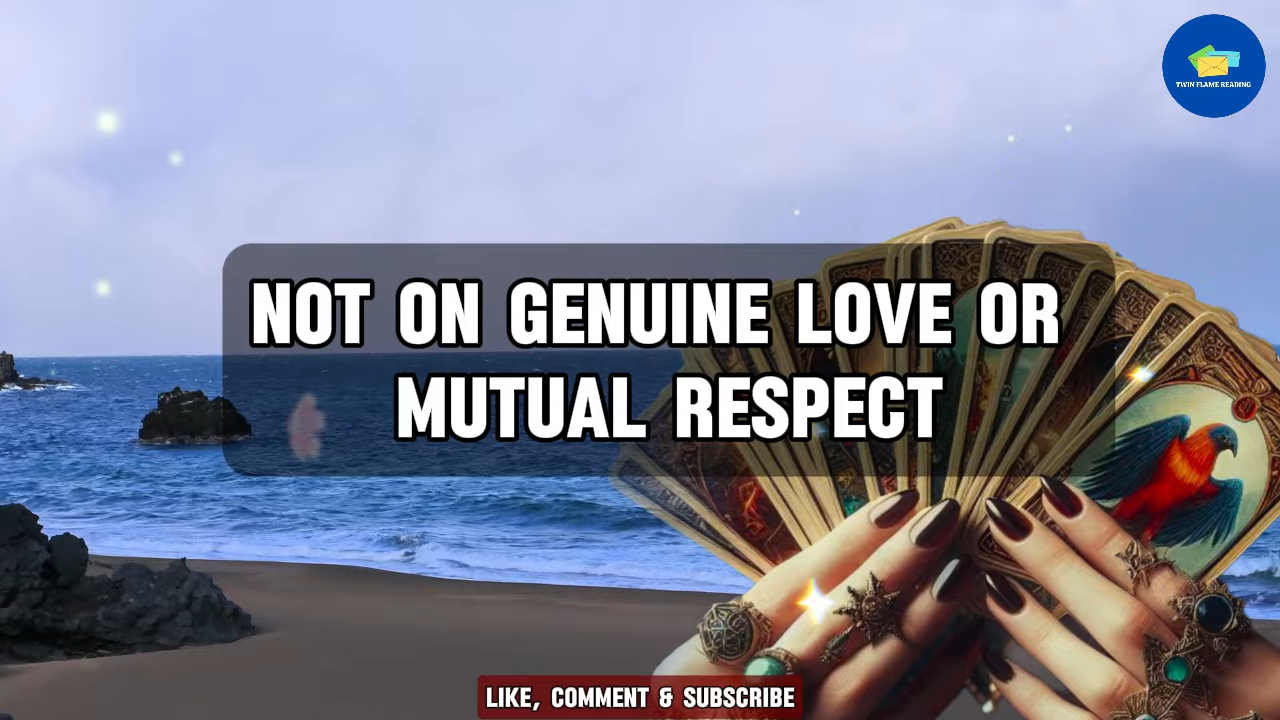 TWIN FLAME READING
NOT ON GENUINE LOVE OR
MUTUAL RESPECT
LIKE, COMMENT & SUBSCRIBE